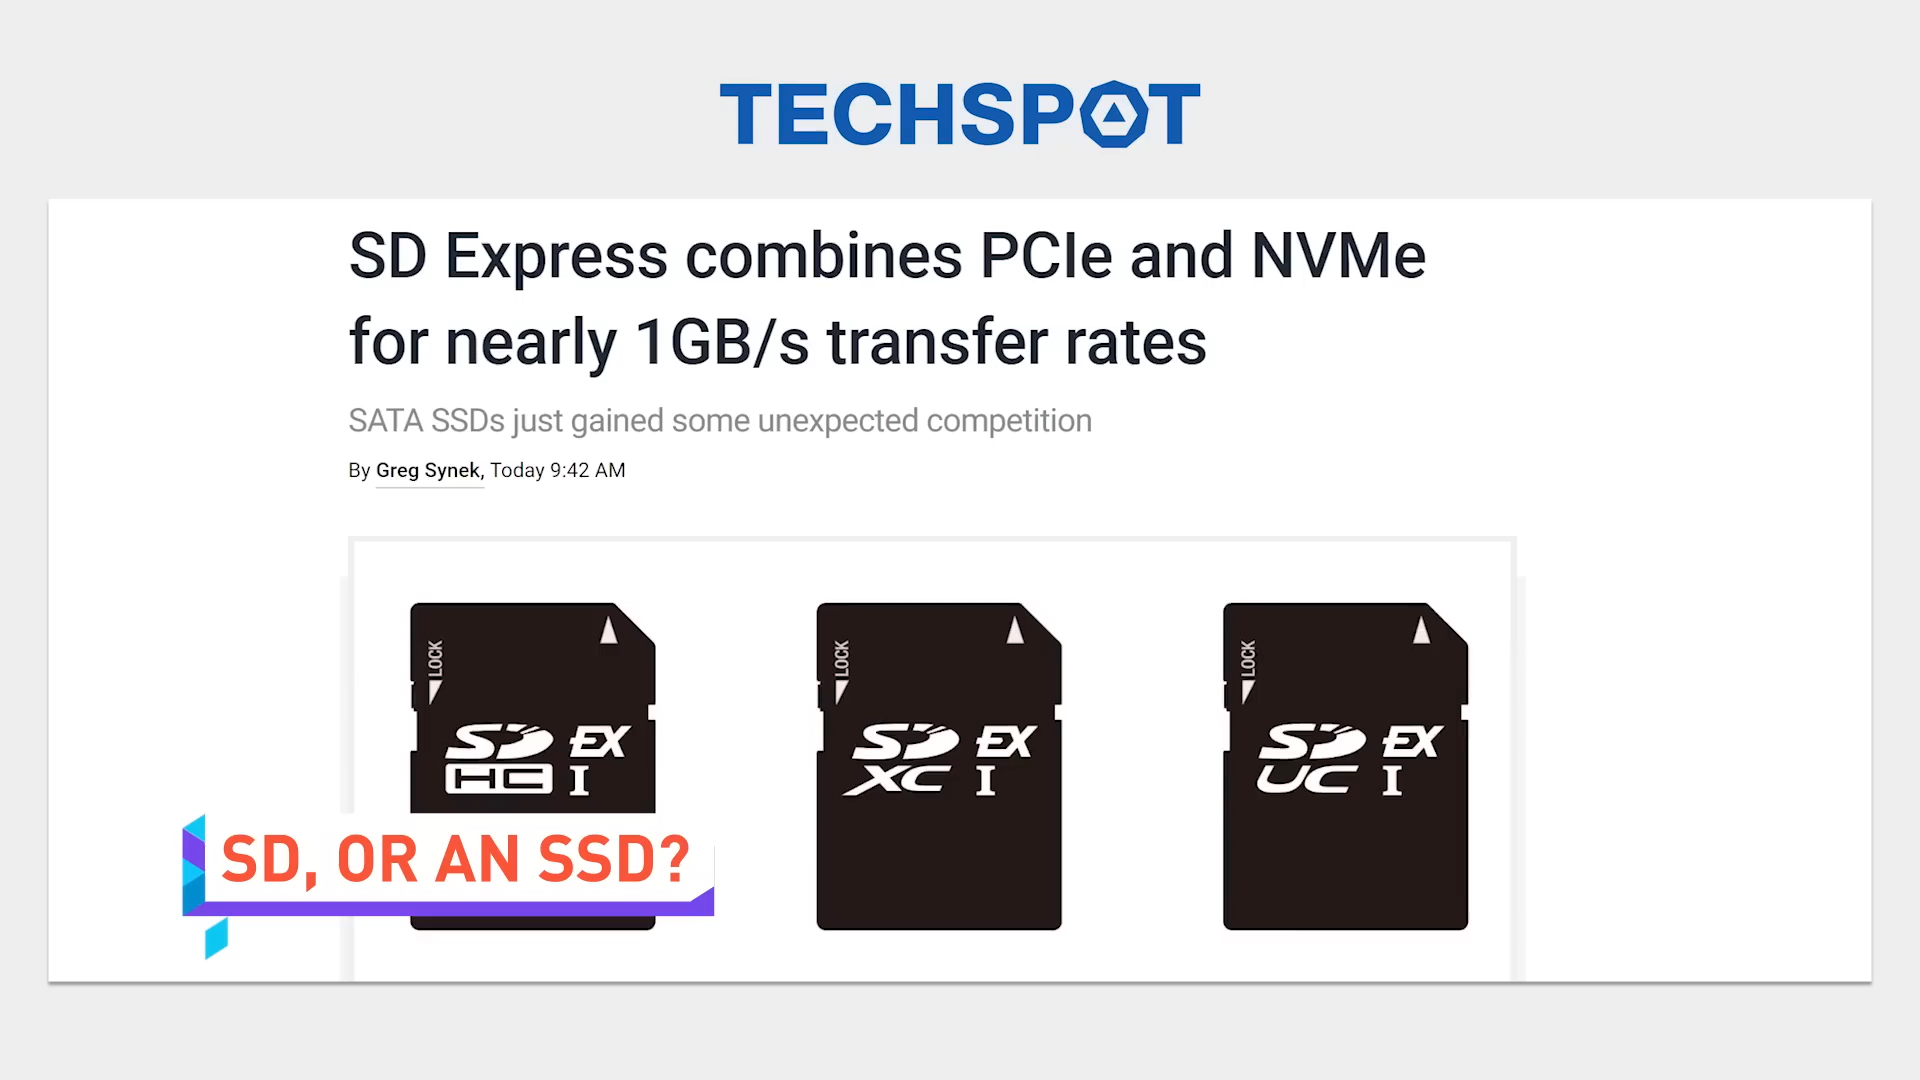 TECHSPOT
SD Express combines PCIe and NVMe
for nearly 1GB/s transfer rates
SATA SSDs just gained some unexpected competition
By Greg Synek, Today 9:42 AM
LOCK
SD EX
HC I
LOCK
SD EX
XC I
LOCK
SD EX
UC I
SD, OR AN SSD?